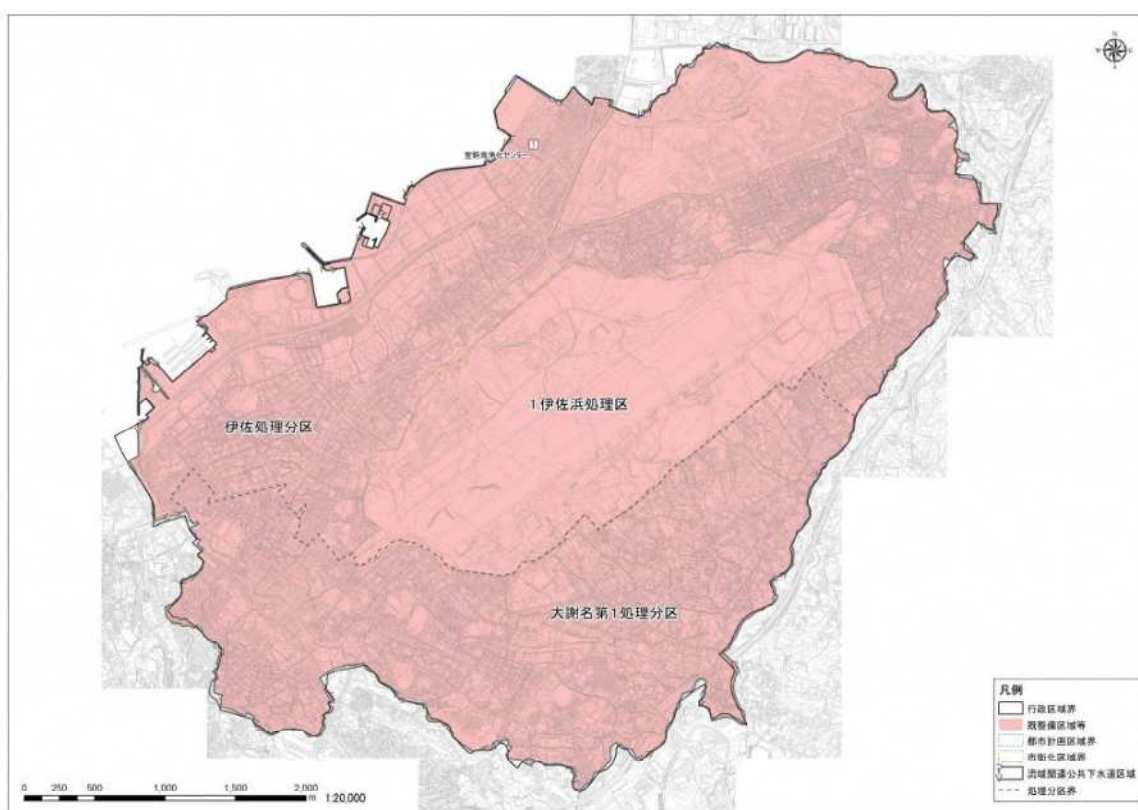 N
W E
S
1
宜野湾浄化センター
1伊佐浜処理区
伊佐処理分区
大謝名第1処理分区
凡例
行政区域界
既整備区域等
都市計画区域界
市街化区域界
流域関連公共下水道区域
処理分区界
0 250 500 1,000 1,500 2,000
m 1:20,000